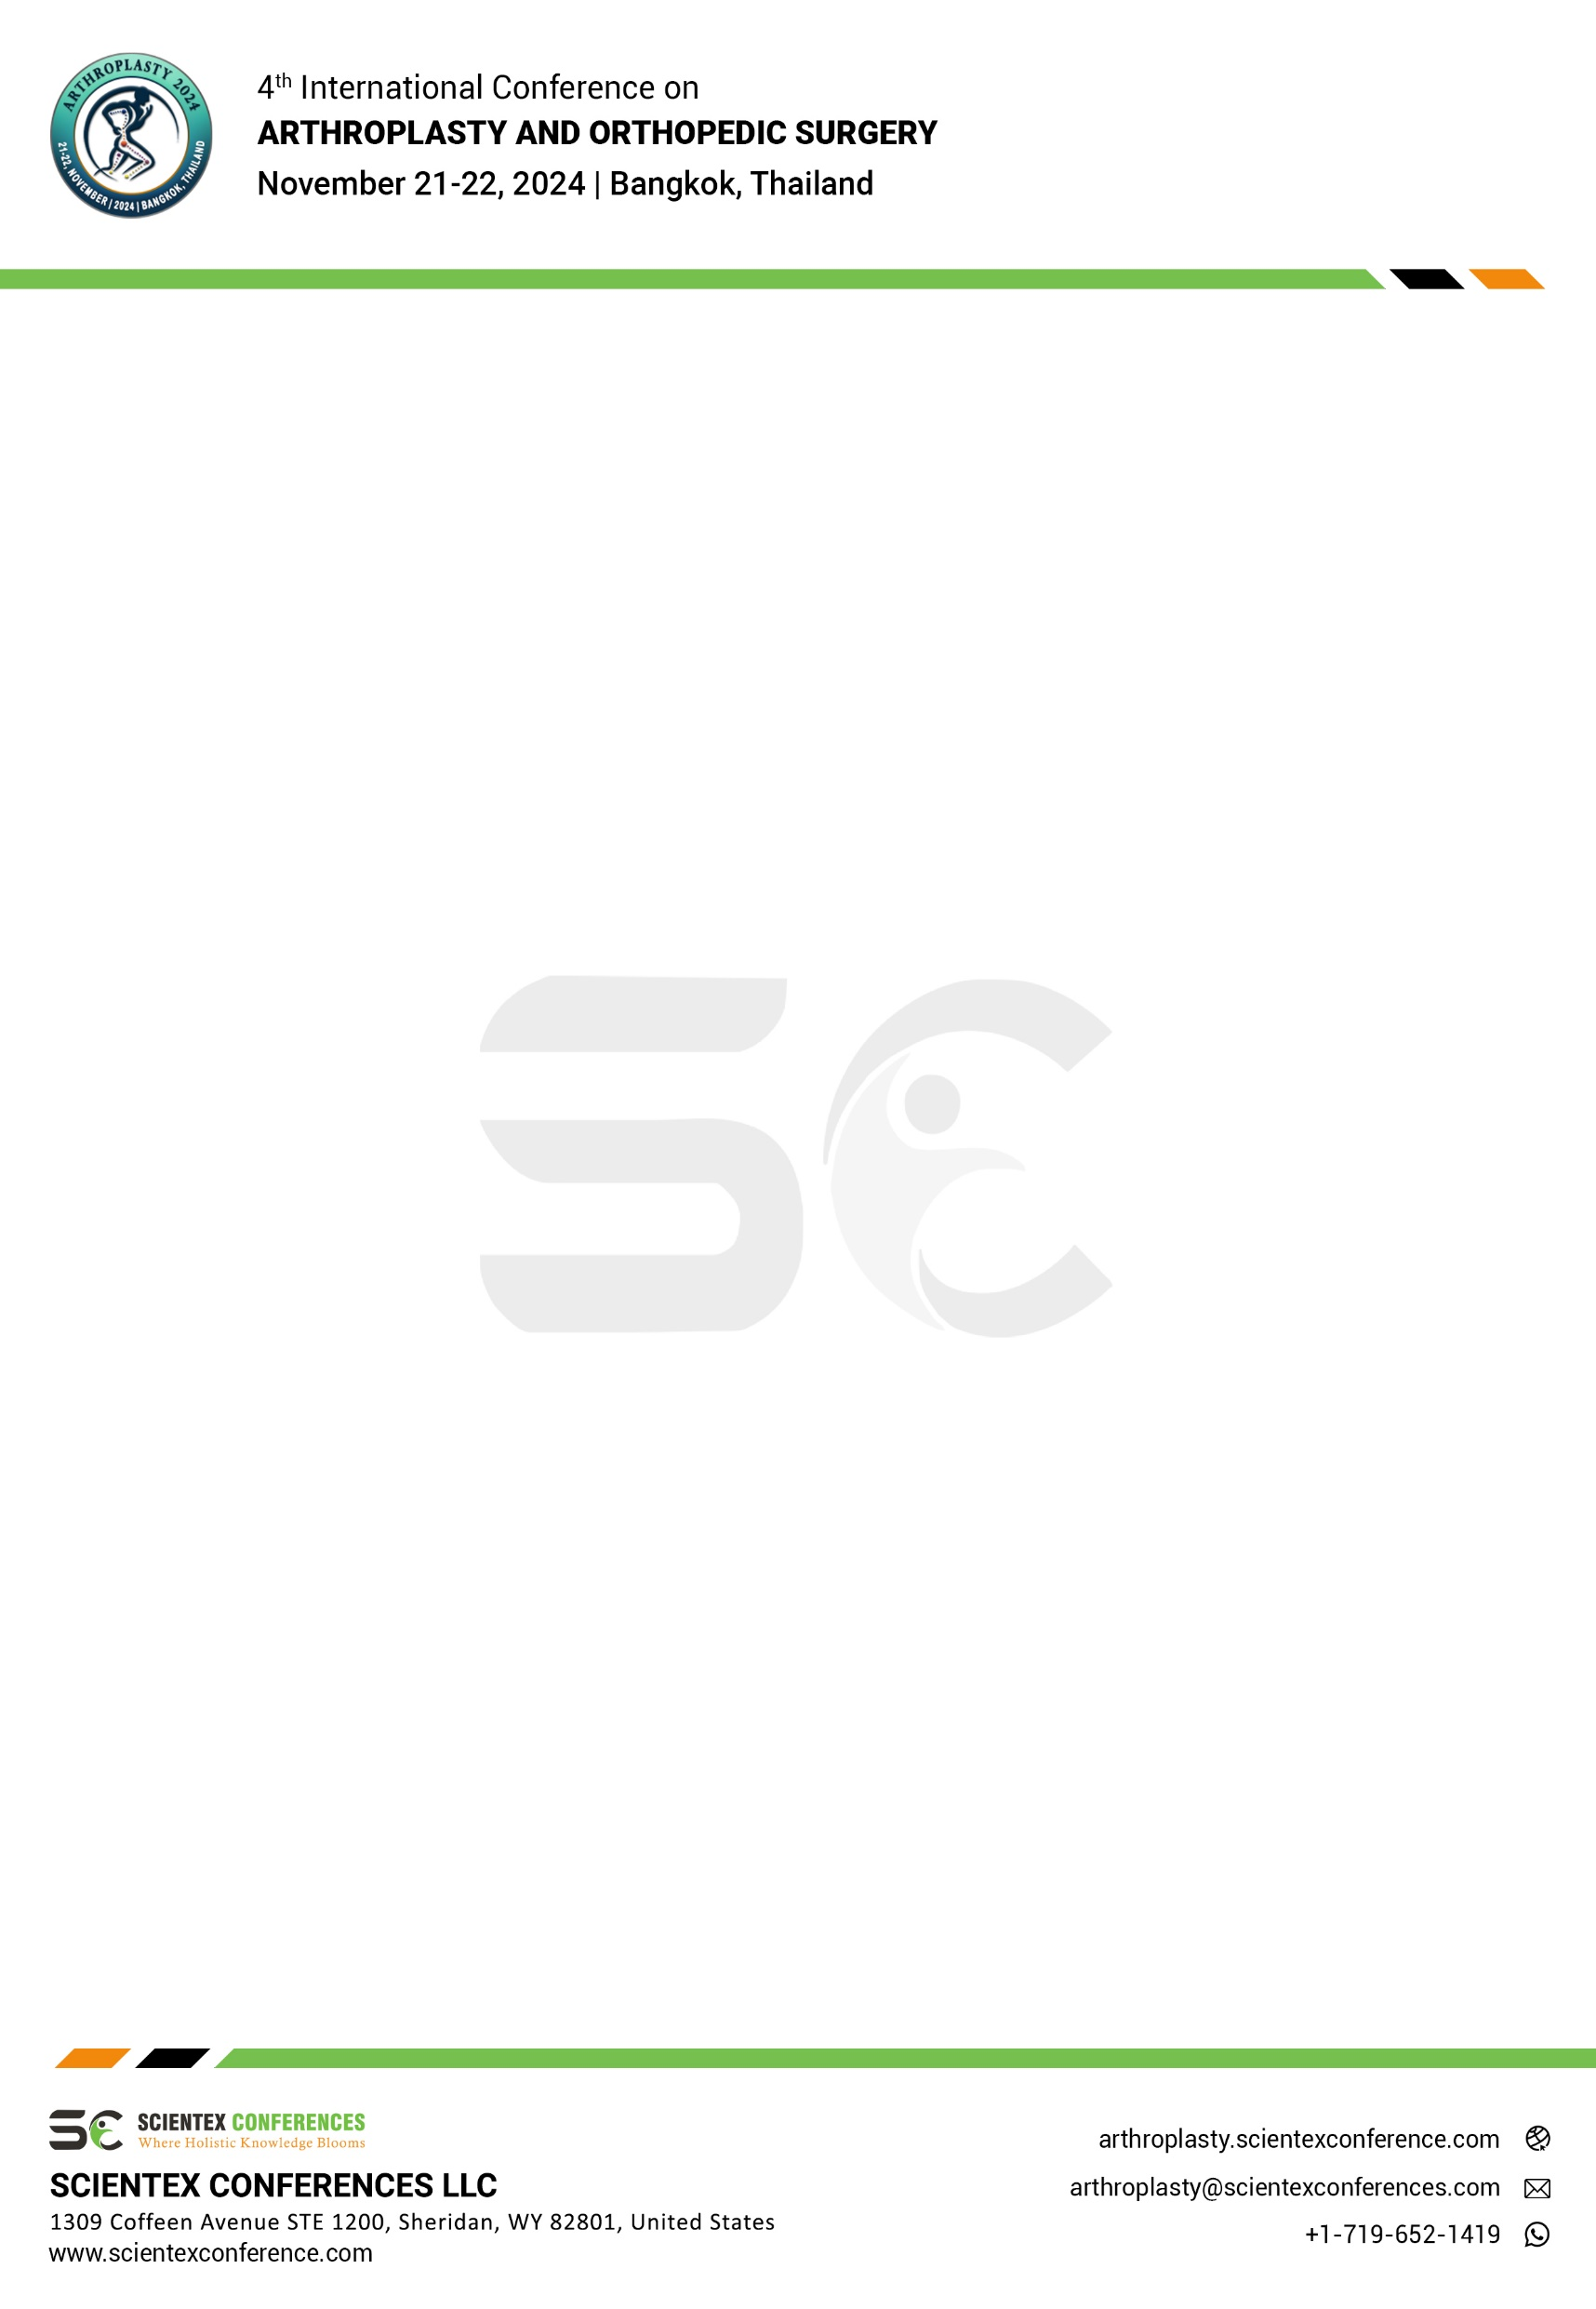 ARTHROPLASTY 2024
21-22, NOVEMBER | 2024 | BANGKOK, THAILAND
4th International Conference on
ARTHROPLASTY AND ORTHOPEDIC SURGERY
November 21-22, 2024 | Bangkok, Thailand
SC
SC
SCIENTEX CONFERENCES
Where Holistic Knowledge Blooms
SCIENTEX CONFERENCES LLC
1309 Coffeen Avenue STE 1200, Sheridan, WY 82801, United States
www.scientexconference.com
arthroplasty.scientexconference.com
arthroplasty@scientexconferences.com
+1-719-652-1419